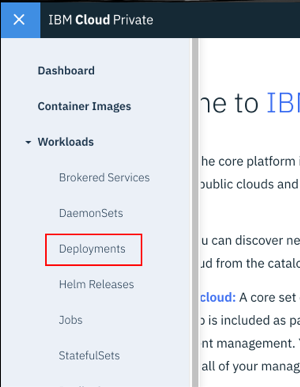 IBM Cloud Private
Dashboard
Container Images
Workloads
Brokered Services
DaemonSets
Deployments
Helm Releases
Jobs
StatefulSets
ne to IB
he core platform i
public clouds and
u can discover ne
ud from the catalo
cloud: A core set
o is included as pa
nt management. Y
all of your manag